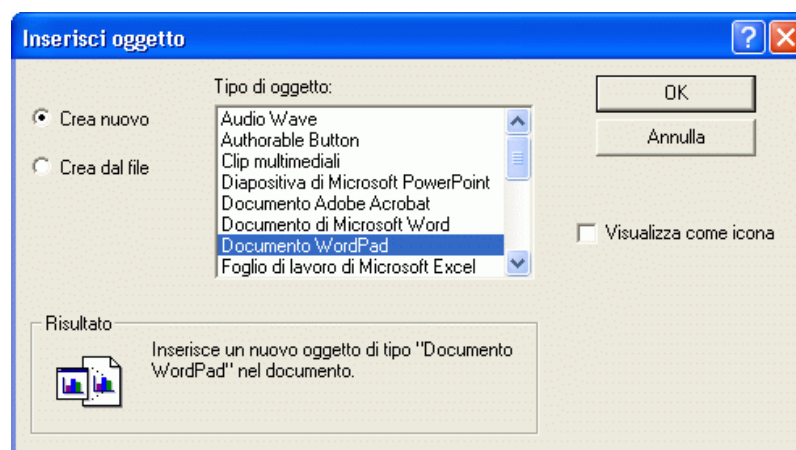 Inserisci oggetto
Tipo di oggetto:
Crea nuovo
Crea dal file
Audio Wave
Authorable Button
Clip multimediali
Diapositiva di Microsoft PowerPoint
Documento Adobe Acrobat
Documento di Microsoft Word
Documento WordPad
Foglio di lavoro di Microsoft Excel
OK
Annulla
Visualizza come icona
Risultato
Inserisce un nuovo oggetto di tipo "Documento
WordPad" nel documento.